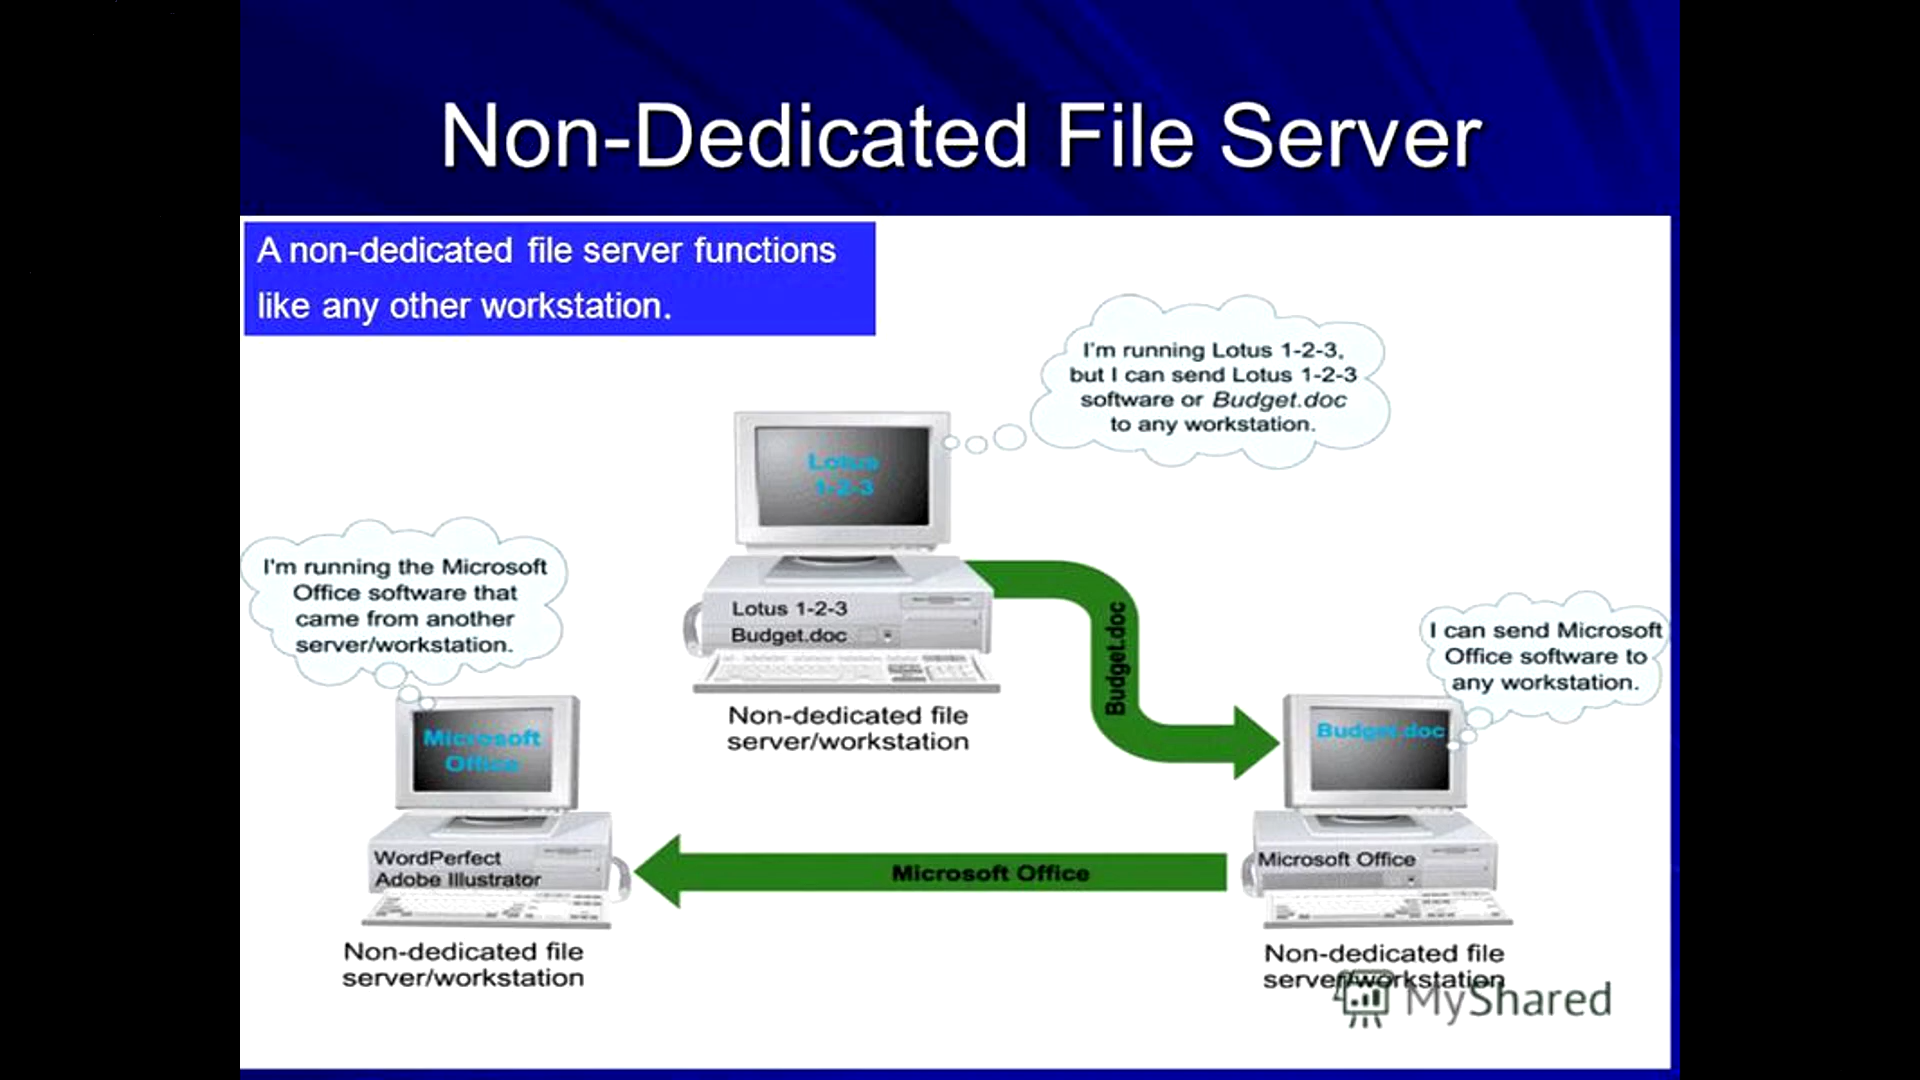 Non-Dedicated File Server
A non-dedicated file server functions
like any other workstation.
I'm running Lotus 1-2-3,
but I can send Lotus 1-2-3
software or Budget.doc
to any workstation.
Lotus
1-2-3
Lotus 1-2-3
Budget.doc
Non-dedicated file
server/workstation
Budget.doc
I'm running the Microsoft
Office software that
came from another
server/workstation.
Microsoft
Office
WordPerfect
Adobe Illustrator
Non-dedicated file
server/workstation
Microsoft Office
I can send Microsoft
Office software to
any workstation.
Budget.doc
Microsoft Office
Non-dedicated file
server/workstation
MyShared